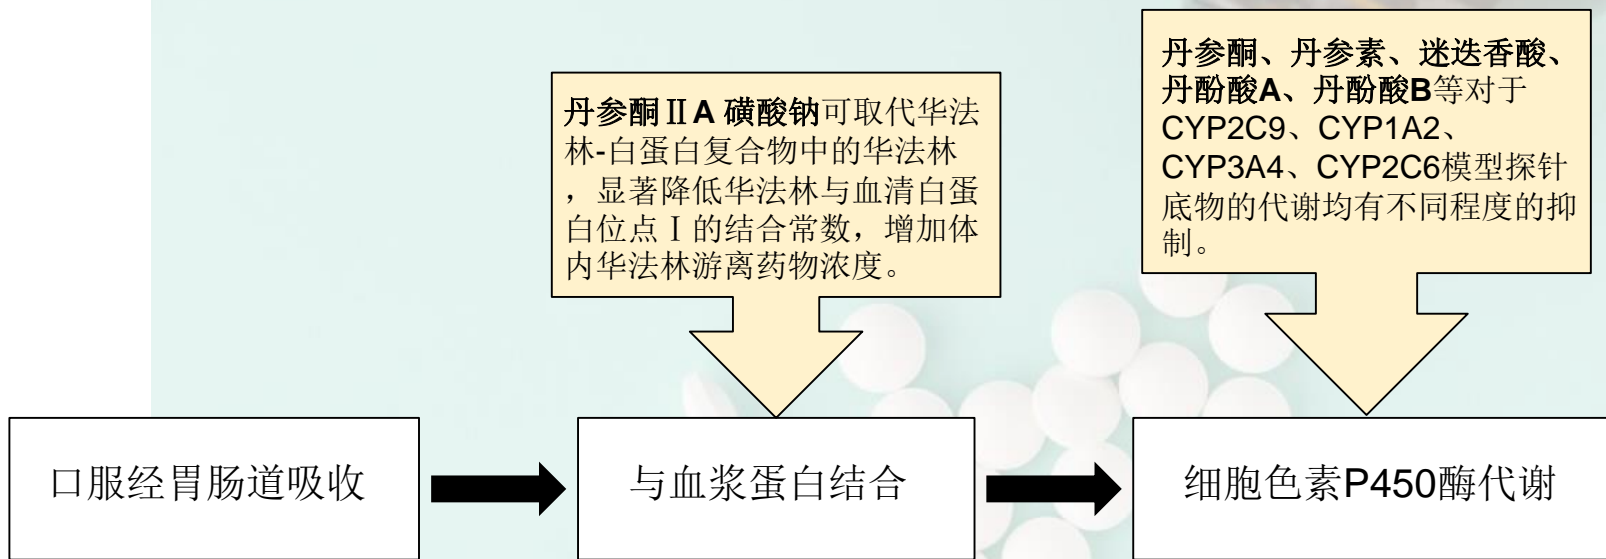 丹参酮ⅡA 磺酸钠可取代华法
林-白蛋白复合物中的华法林
，显著降低华法林与血清白蛋
白位点Ⅰ的结合常数，增加体
内华法林游离药物浓度。
丹参酮、丹参素、迷迭香酸、
丹酚酸A、丹酚酸B等对于
CYP2C9、CYP1A2、
CYP3A4、CYP2C6模型探针
底物的代谢均有不同程度的抑
制。
口服经胃肠道吸收
与血浆蛋白结合
细胞色素P450酶代谢